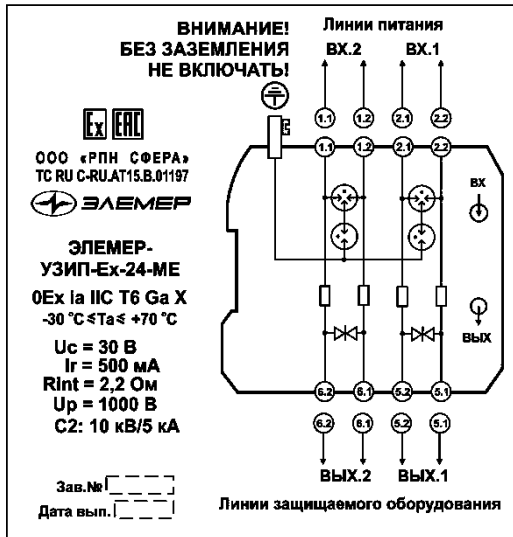 ВНИМАНИЕ!
БЕЗ ЗАЗЕМЛЕНИЯ
НЕ ВКЛЮЧАТЬ!
Линии питания
ВХ.2 ВХ.1
1.1 1.2 2.1 2.2
1.1 1.2 2.1 2.2
Ex ЕАС
ООО «РПН СФЕРА»
ТС RU C-RU.АТ15.В.01197
ЭЛЕМЕР
ВХ
ЭЛЕМЕР-
УЗИП-Ex-24-МЕ
0Ex ia IIC T6 Ga X
-30 °C ≤Ta≤ +70 °C
ВЫХ
Uc = 30 В
Ir = 500 мА
Rint = 2,2 Ом
Up = 1000 В
C2: 10 кВ/5 кА
6.2 6.1 5.2 5.1
6.2 6.1 5.2 5.1
ВЫХ.2 ВЫХ.1
Зав.№
Дата вып.
Линии защищаемого оборудования